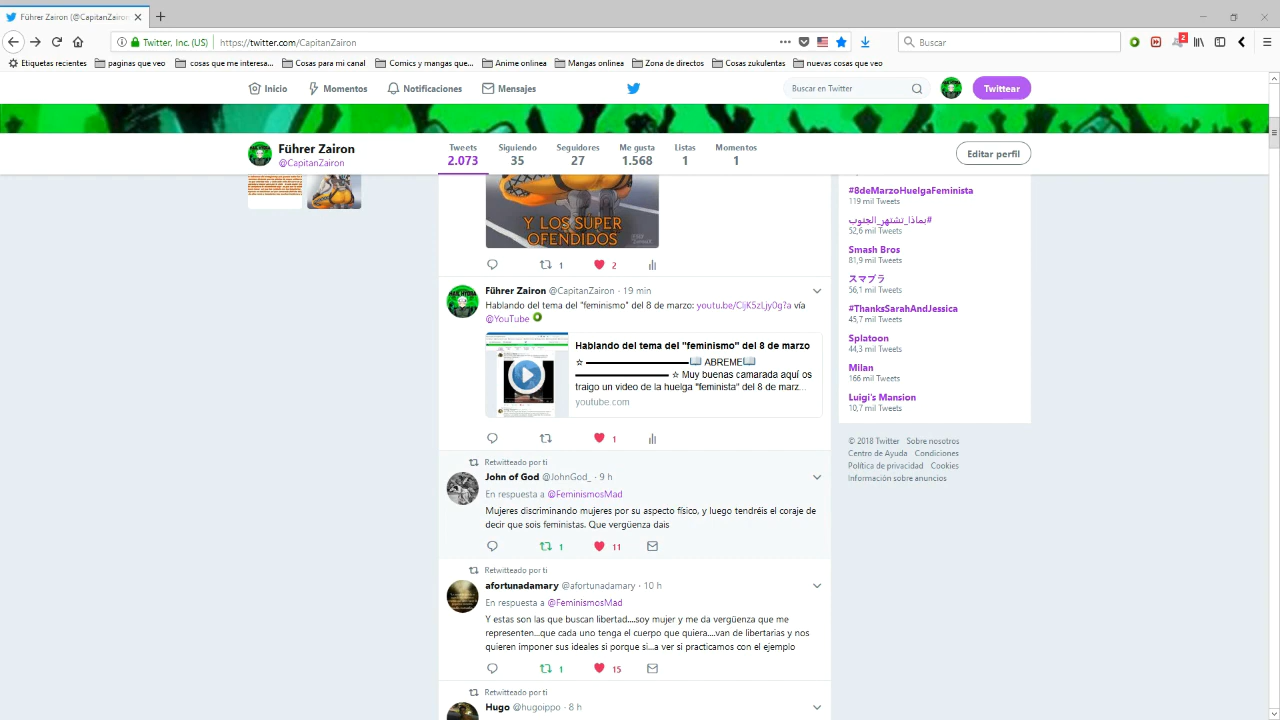 Führer Zairon (@CapitanZairon
Twitter, Inc. (US)
https://twitter.com/CapitanZairon
Buscar
2
Etiquetas recientes
paginas que veo
cosas que me interesa...
Cosas para mi canal
Comics y mangas que...
Anime onlinea
Mangas onlinea
Zona de directos
Cosas zukulentas
nuevas cosas que veo
Inicio
Momentos
Notificaciones
Mensajes
Buscar en Twitter
Twittear
Führer Zairon
@CapitanZairon
Tweets
2.073
Siguiendo
35
Seguidores
27
Me gusta
1.568
Listas
1
Momentos
1
Editar perfil
Y LOS SUPER
OFENDIDOS
1
2
Führer Zairon @CapitanZairon · 19 min
Hablando del tema del "feminismo" del 8 de marzo: youtu.be/CljK5zLjy0g?a vía
@YouTube
Hablando del tema del "feminismo" del 8 marzo
☆ ━━━━━━━━━━━📖 ABREME📖
━━━━━━━━━━ ☆ Muy buenas camarada aquí os
traigo un video de la huelga "feminista" del 8 de marz...
youtube.com
1
Retwitteado por ti
John of God @JohnGod_ · 9 h
En respuesta a @FeminismosMad
Mujeres discriminando mujeres por su aspecto físico, y luego tendréis el coraje de
decir que sois feministas. Que vergüenza dais
1
11
Retwitteado por ti
afortunadamary @afortunadamary · 10 h
En respuesta a @FeminismosMad
Y estas son las que buscan libertad....soy mujer y me da vergüenza que me
representen...que cada uno tenga el cuerpo que quiera....van de libertarias y nos
quieren imponer sus ideales si porque si...a ver si practicamos con el ejemplo
1
15
Retwitteado por ti
Hugo @hugoippo · 8 h
#8deMarzoHuelgaFeminista
119 mil Tweets
#بماذا_تشتهر_الجنوب
52,6 mil Tweets
Smash Bros
81,9 mil Tweets
スマブラ
56,1 mil Tweets
#ThanksSarahAndJessica
45,7 mil Tweets
Splatoon
44,3 mil Tweets
Milan
166 mil Tweets
Luigi's Mansion
10,7 mil Tweets
© 2018 Twitter Sobre nosotros
Centro de Ayuda Condiciones
Política de privacidad Cookies
Información sobre anuncios